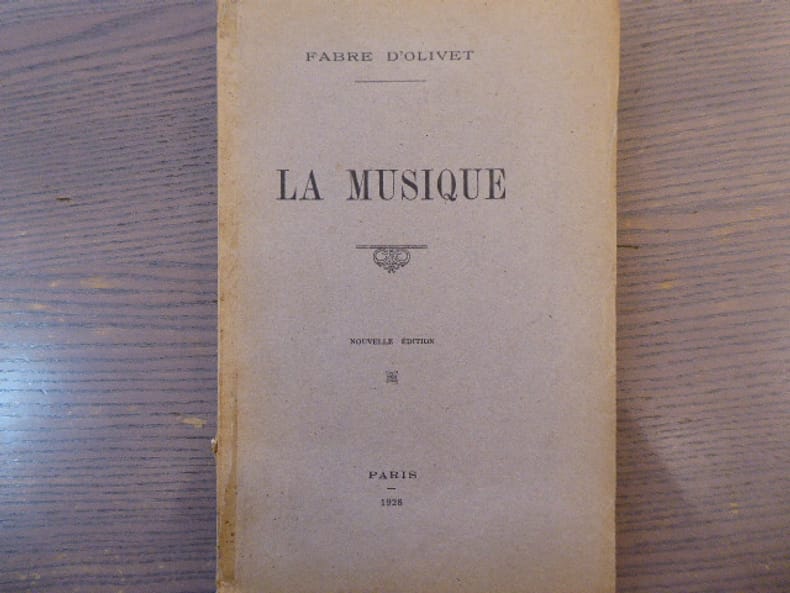 FABRE D'OLIVET
LA MUSIQUE
NOUVELLE ÉDITION
PARIS
1928